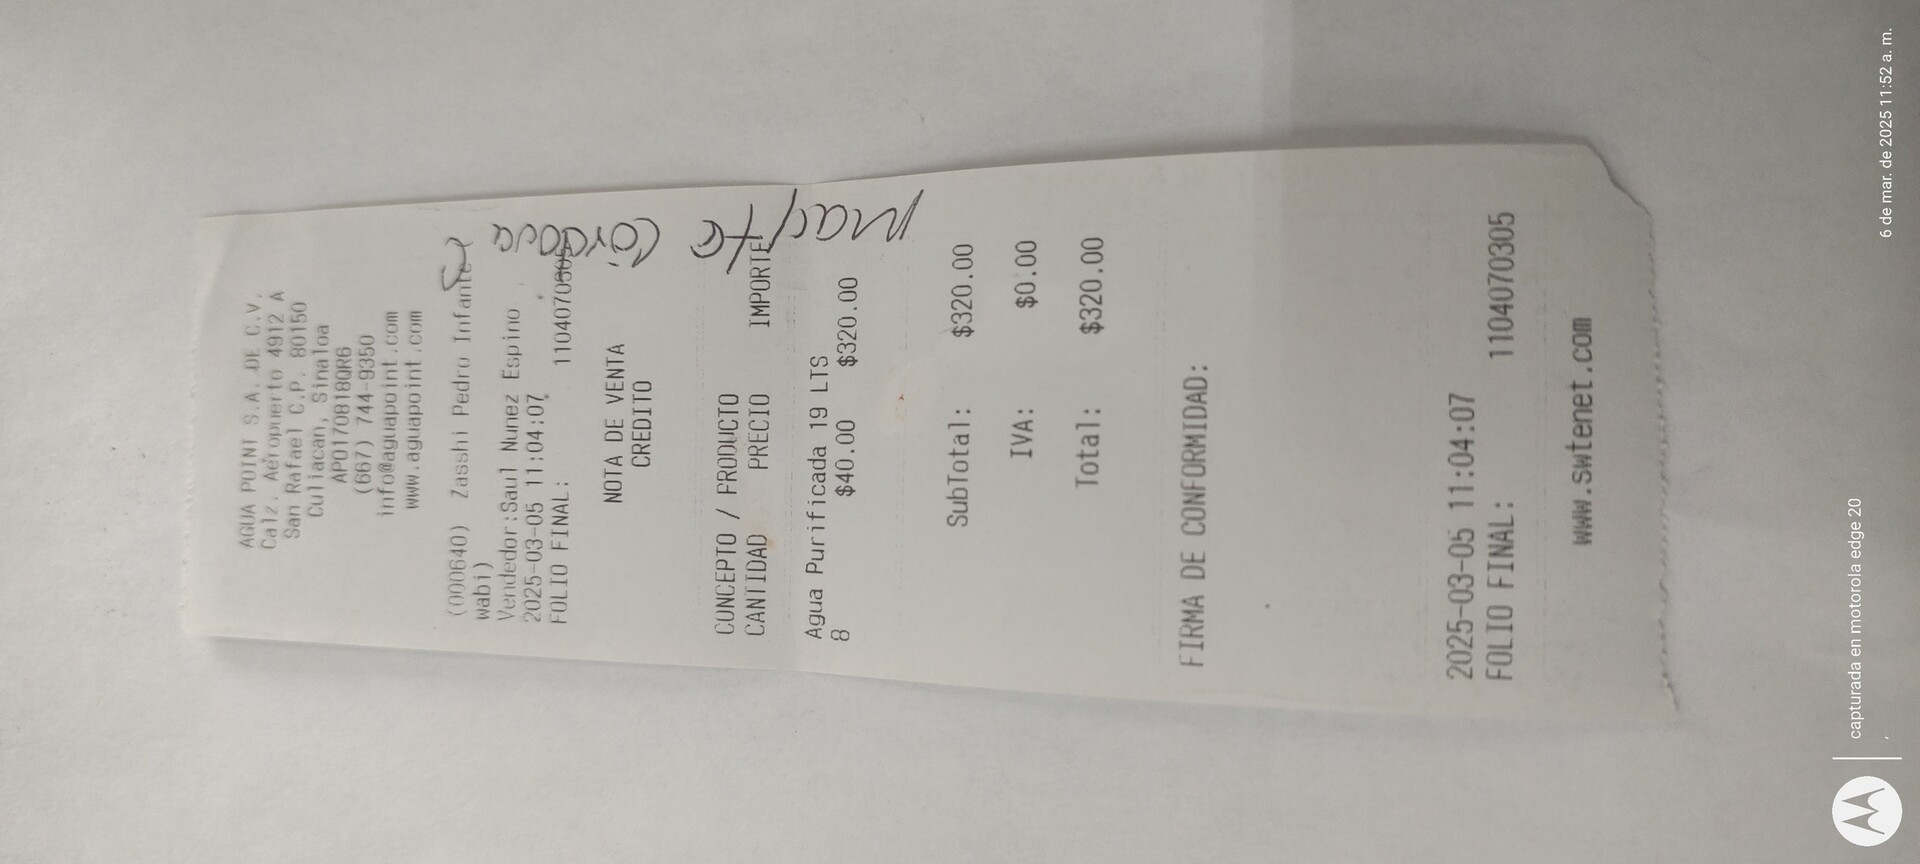 AGUA POINT S.A. DE C.V.
Calz. Aeropuerto 4912 A
San Rafael C.P. 80150
Culiacan, Sinaloa
APO170818QR6
(667) 744-9350
info@aguapoint.com
www.aguapoint.com
(000640) Zasshi Pedro Infante
wabi)
Vendedor:Saul Nunez Espino
2025-03-05 11:04:07
FOLIO FINAL: 1104070305
NOTA DE VENTA
CREDITO
CONCEPTO / PRODUCTO
CANTIDAD PRECIO IMPORTE
Agua Purificada 19 LTS
8 $40.00 $320.00
SubTotal: $320.00
IVA: $0.00
Total: $320.00
FIRMA DE CONFORMIDAD:
2025-03-05 11:04:07
FOLIO FINAL: 1104070305
www.swtenet.com
Cordova
6 de mar. de 2025 11:52 a. m.
capturada en motorola edge 20